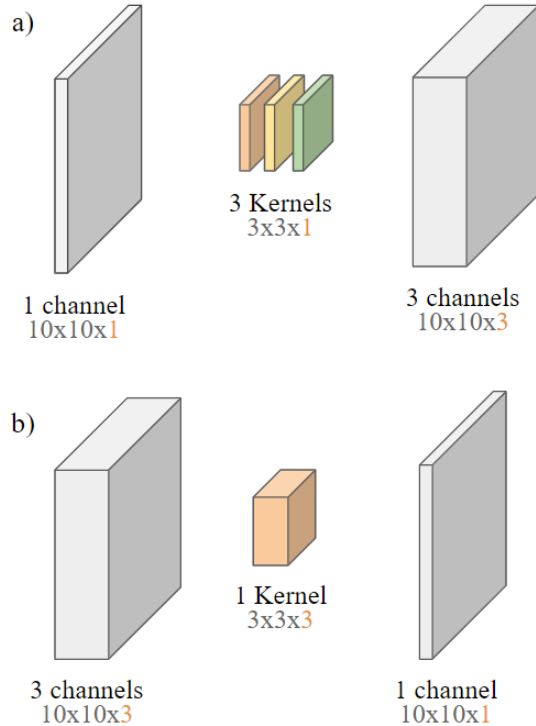 a)
3 Kernels
3x3x1
1 channel
10x10x1
3 channels
10x10x3
b)
1 Kernel
3x3x3
3 channels
10x10x3
1 channel
10x10x1